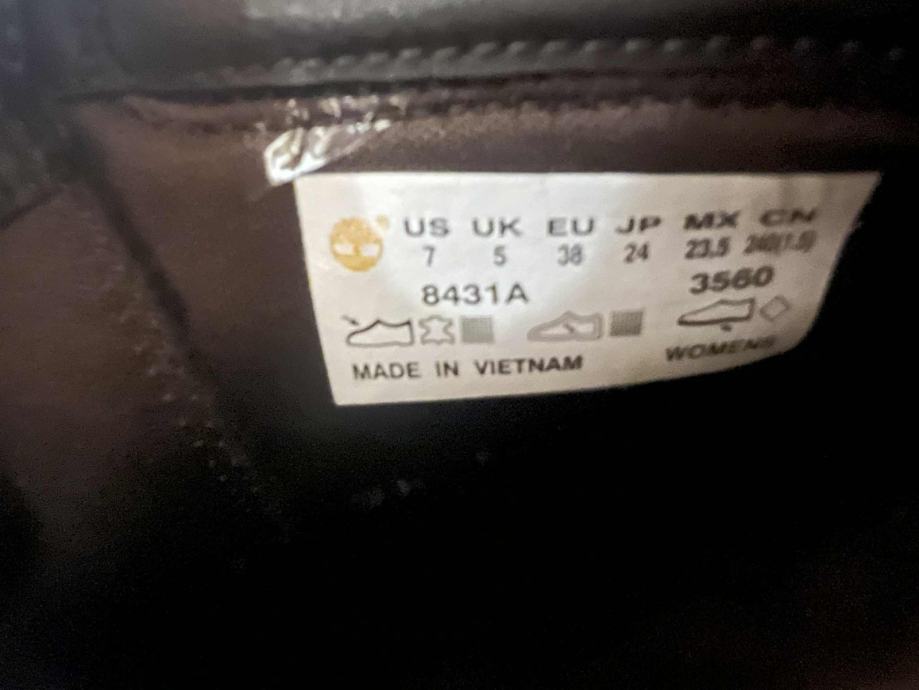 US UK EU JP MX CN
7 5 38 24 23,5 240(1.5)
8431A 3560
MADE IN VIETNAM WOMENS